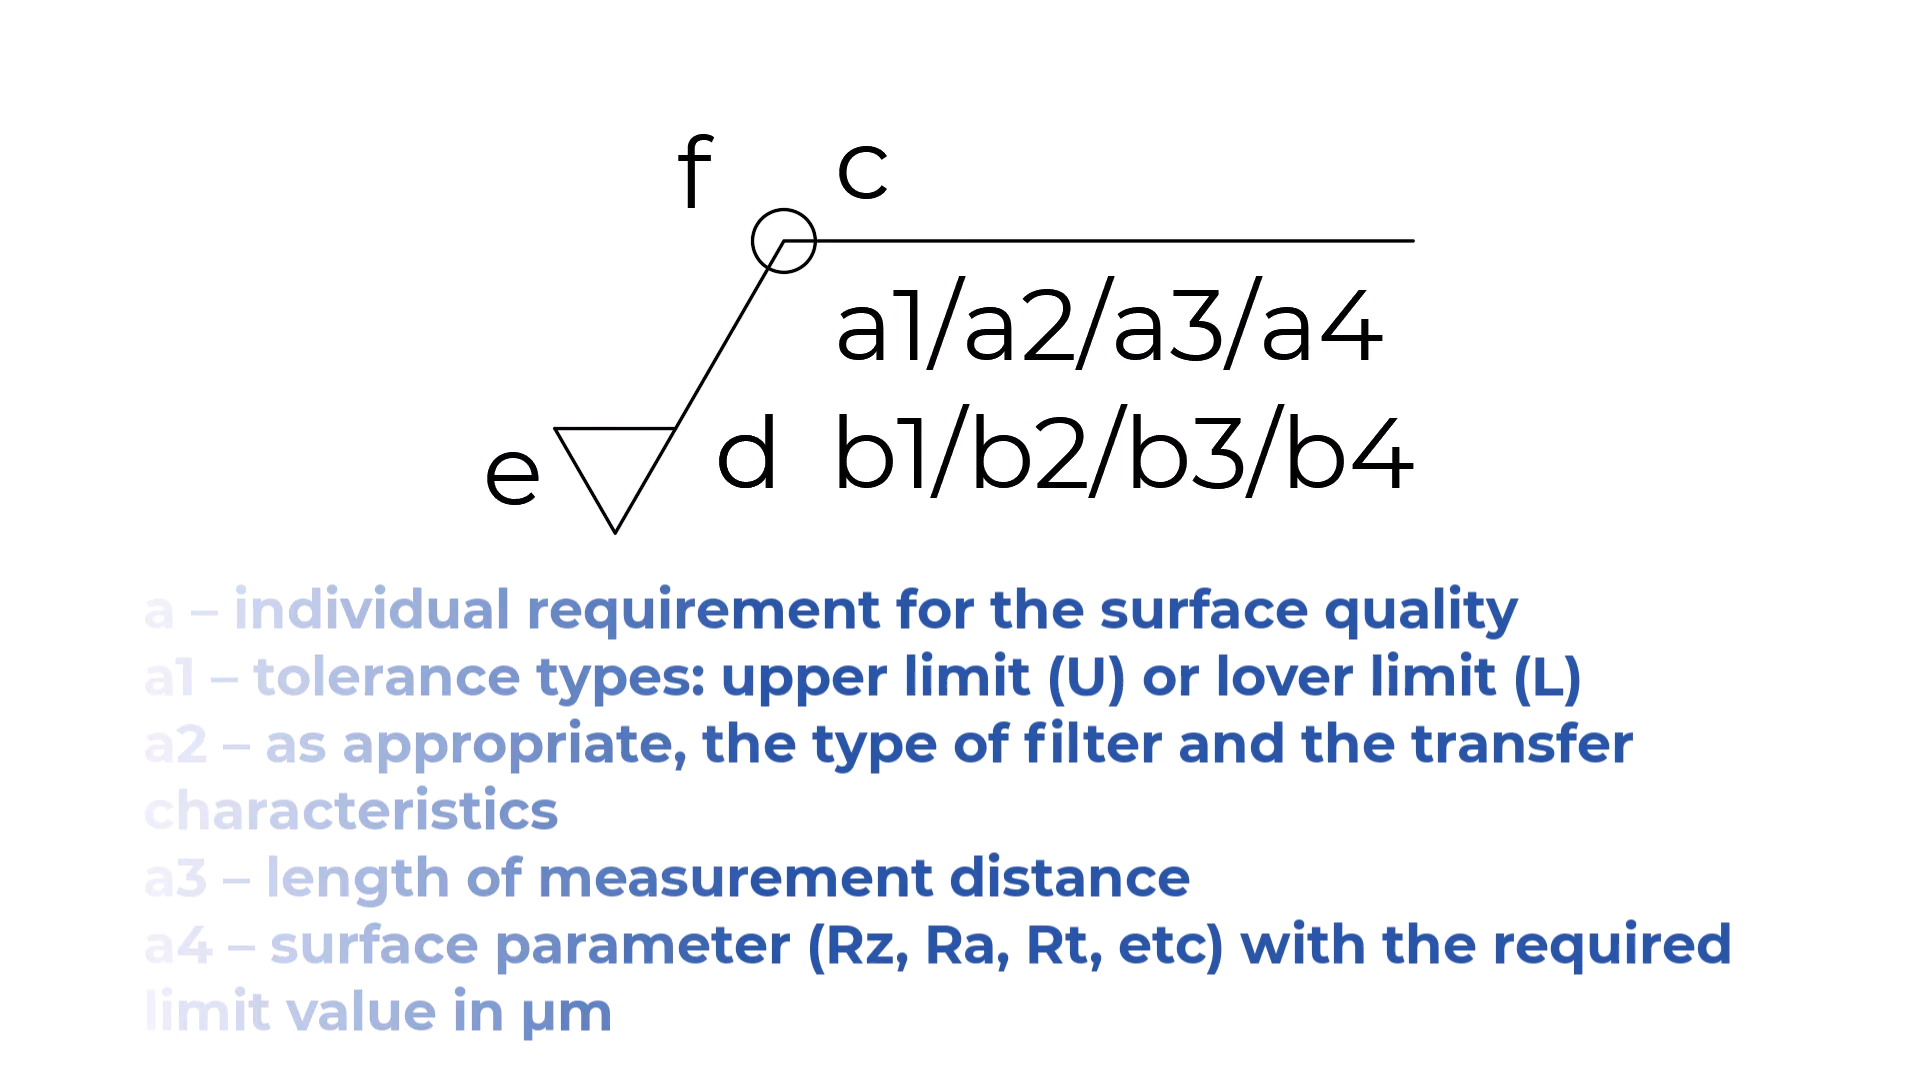 f c
a1/a2/a3/a4
e d b1/b2/b3/b4
a – individual requirement for the surface quality
a1 – tolerance types: upper limit (U) or lover limit (L)
a2 – as appropriate, the type of filter and the transfer
characteristics
a3 – length of measurement distance
a4 – surface parameter (Rz, Ra, Rt, etc) with the required
limit value in µm